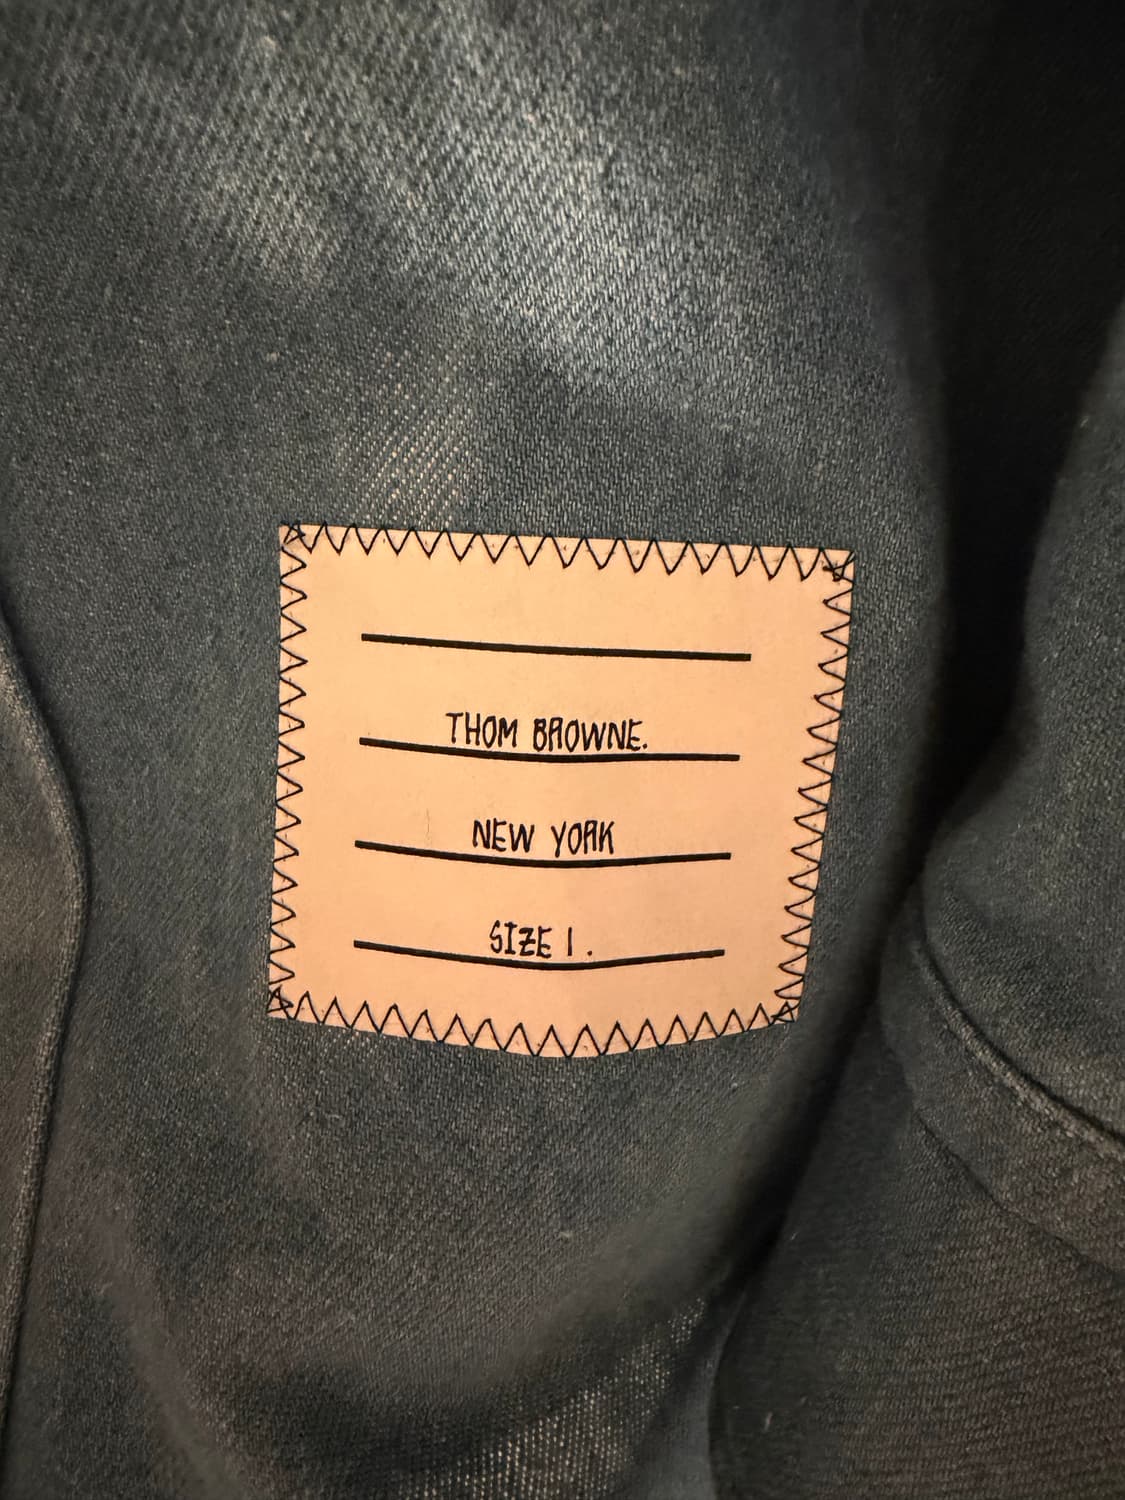 THOM BROWNE.
NEW YORK
SIZE 1.